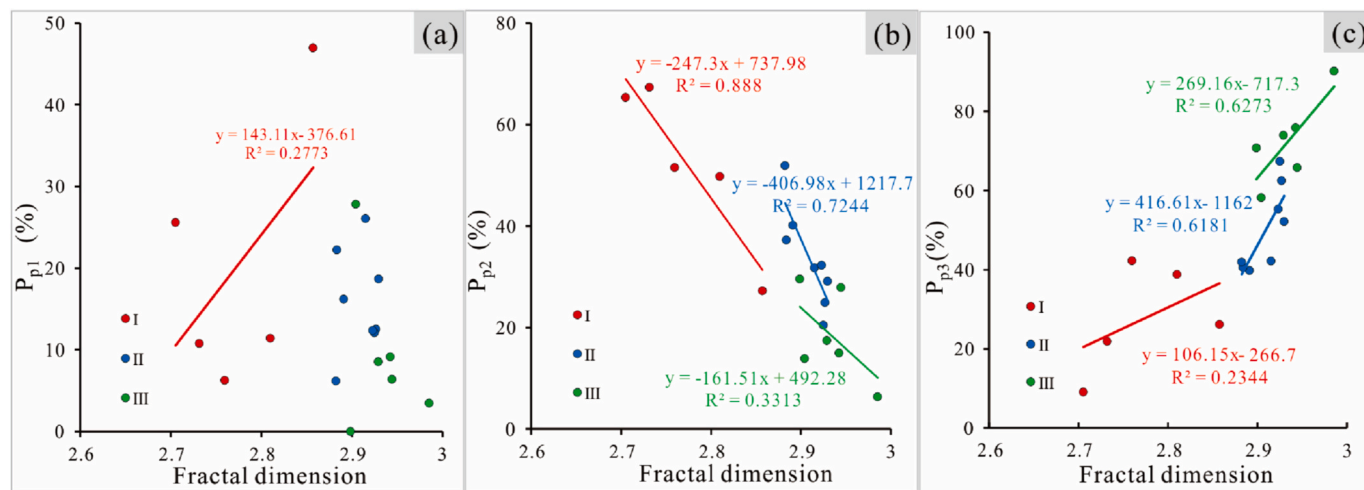 (a)
50
40
30
20
10
0
P_p1 (%)
y = 143.11x- 376.61
R² = 0.2773
I
II
III
2.6 2.7 2.8 2.9 3
Fractal dimension
(b)
80
60
40
20
0
P_p2 (%)
y = -247.3x + 737.98
R² = 0.888
y = -406.98x + 1217.7
R² = 0.7244
I
II
III
y = -161.51x + 492.28
R² = 0.3313
2.6 2.7 2.8 2.9 3
Fractal dimension
(c)
100
80
60
40
20
0
P_p3 (%)
y = 269.16x- 717.3
R² = 0.6273
y = 416.61x- 1162
R² = 0.6181
I
II
III
y = 106.15x- 266.7
R² = 0.2344
2.6 2.7 2.8 2.9 3
Fractal dimension